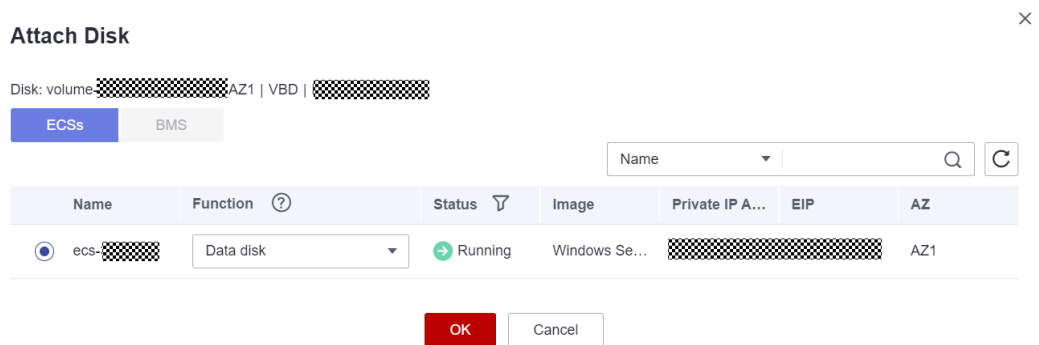 Attach Disk
Disk: volume- AZ1 | VBD |
ECSs BMS
Name
Name Function ? Status Image Private IP A... EIP AZ
ecs- Data disk Running Windows Se... AZ1
OK Cancel